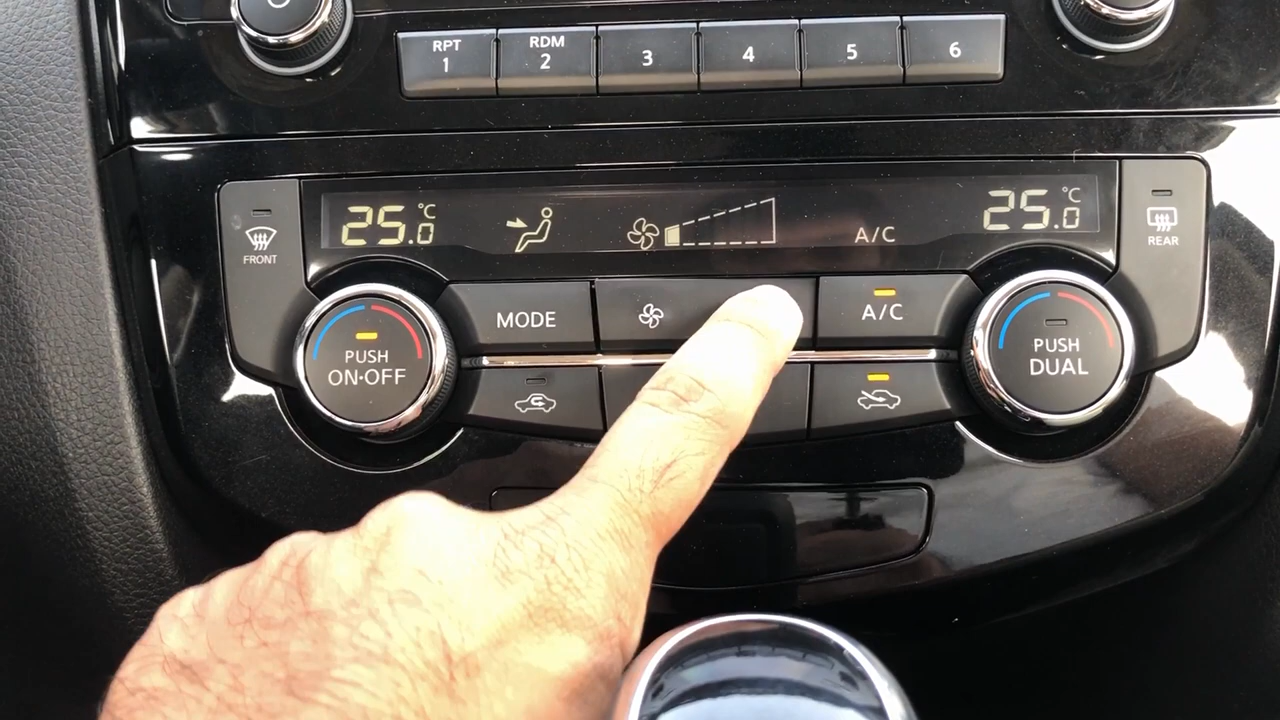 RPT
1
RDM
2
3
4
5
6
25.0 °C
A/C
25.0 °C
FRONT
REAR
MODE
A/C
PUSH
ON·OFF
PUSH
DUAL